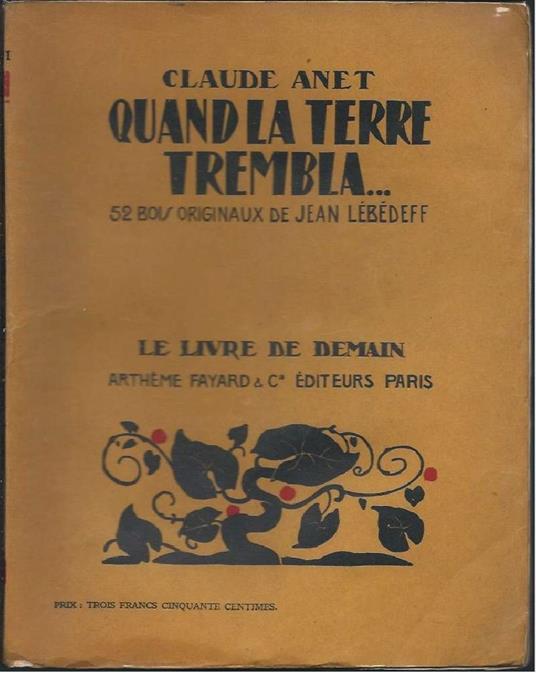 1
CLAUDE ANET
QUAND LA TERRE
TREMBLA...
52 BOIS ORIGINAUX DE JEAN LÉBÉDEFF
LE LIVRE DE DEMAIN
ARTHÈME FAYARD & Cie ÉDITEURS PARIS
PRIX : TROIS FRANCS CINQUANTE CENTIMES.